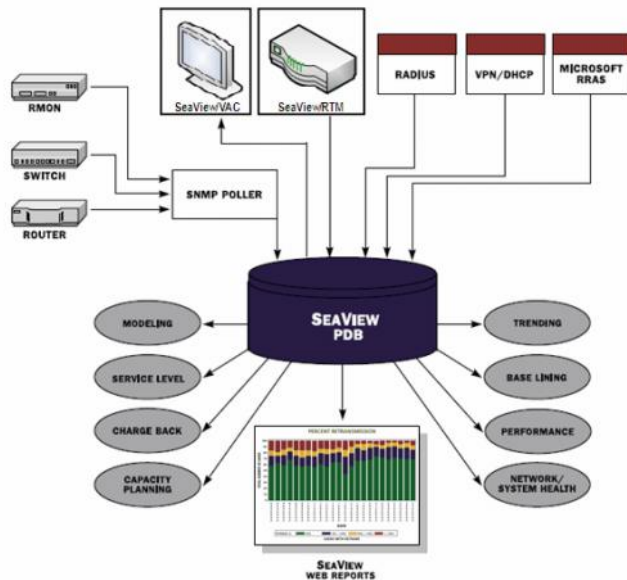 RMON
SWITCH
ROUTER
SeaView/VAC
SeaView/RTM
RADIUS
VPN/DHCP
MICROSOFT
RRAS
SNMP POLLER
SEAVIEW
PDB
MODELING
SERVICE LEVEL
CHARGE BACK
CAPACITY
PLANNING
TRENDING
BASE LINING
PERFORMANCE
NETWORK/
SYSTEM HEALTH
PERCENT RETRANSMISSION
SEAVIEW
WEB REPORTS